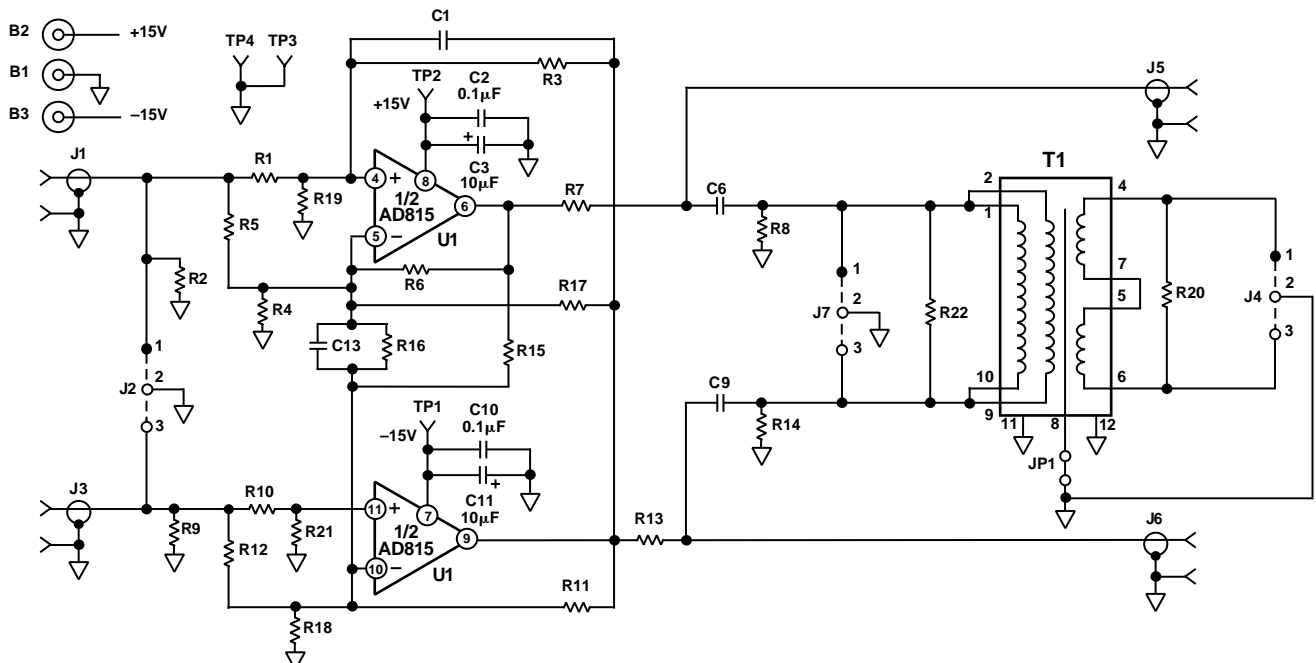 B2 +15V
B1
B3 –15V
TP4 TP3
C1
R3
TP2
C2
0.1μF
+15V
+
C3
10μF
J1
R1
R19
R5
R2
R4
4 +
8
1/2
AD815
6
5 –
U1
R6
R17
R7
C13
R16
R15
1
J2 2
3
TP1
C10
0.1μF
–15V
+
C11
10μF
J3
R10
R9
R12
R21
R18
11 +
7
1/2
AD815
9
10 –
U1
R11
R13
J5
C6
R8
1
J7 2
3
R22
C9
R14
T1
2
1
4
7
5
10
6
9
11 8 12
JP1
R20
1
2
J4
3
J6